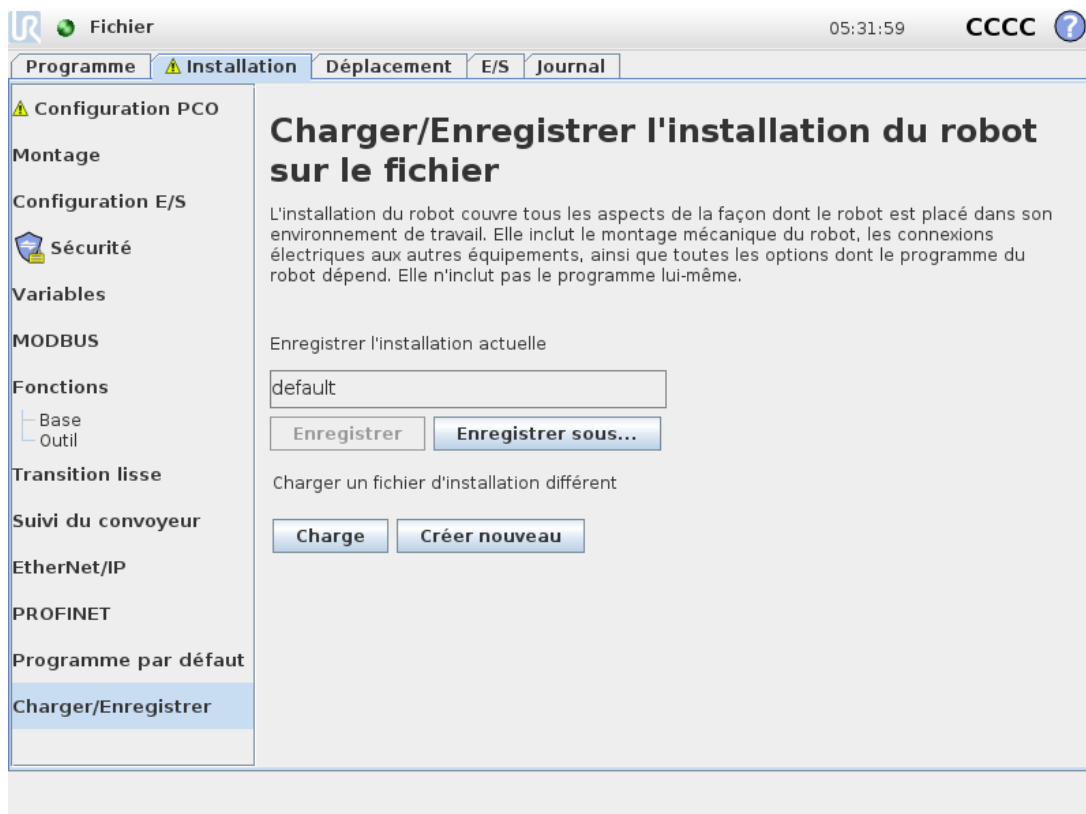 UR Fichier 05:31:59 CCCC ?
Programme Installation Déplacement E/S Journal
Configuration PCO
Montage
Configuration E/S
Sécurité
Variables
MODBUS
Fonctions
Base
Outil
Transition lisse
Suivi du convoyeur
EtherNet/IP
PROFINET
Programme par défaut
Charger/Enregistrer
Charger/Enregistrer l'installation du robot
sur le fichier
L'installation du robot couvre tous les aspects de la façon dont le robot est placé dans son
environnement de travail. Elle inclut le montage mécanique du robot, les connexions
électriques aux autres équipements, ainsi que toutes les options dont le programme du
robot dépend. Elle n'inclut pas le programme lui-même.
Enregistrer l'installation actuelle
default
Enregistrer Enregistrer sous...
Charger un fichier d'installation différent
Charge Créer nouveau